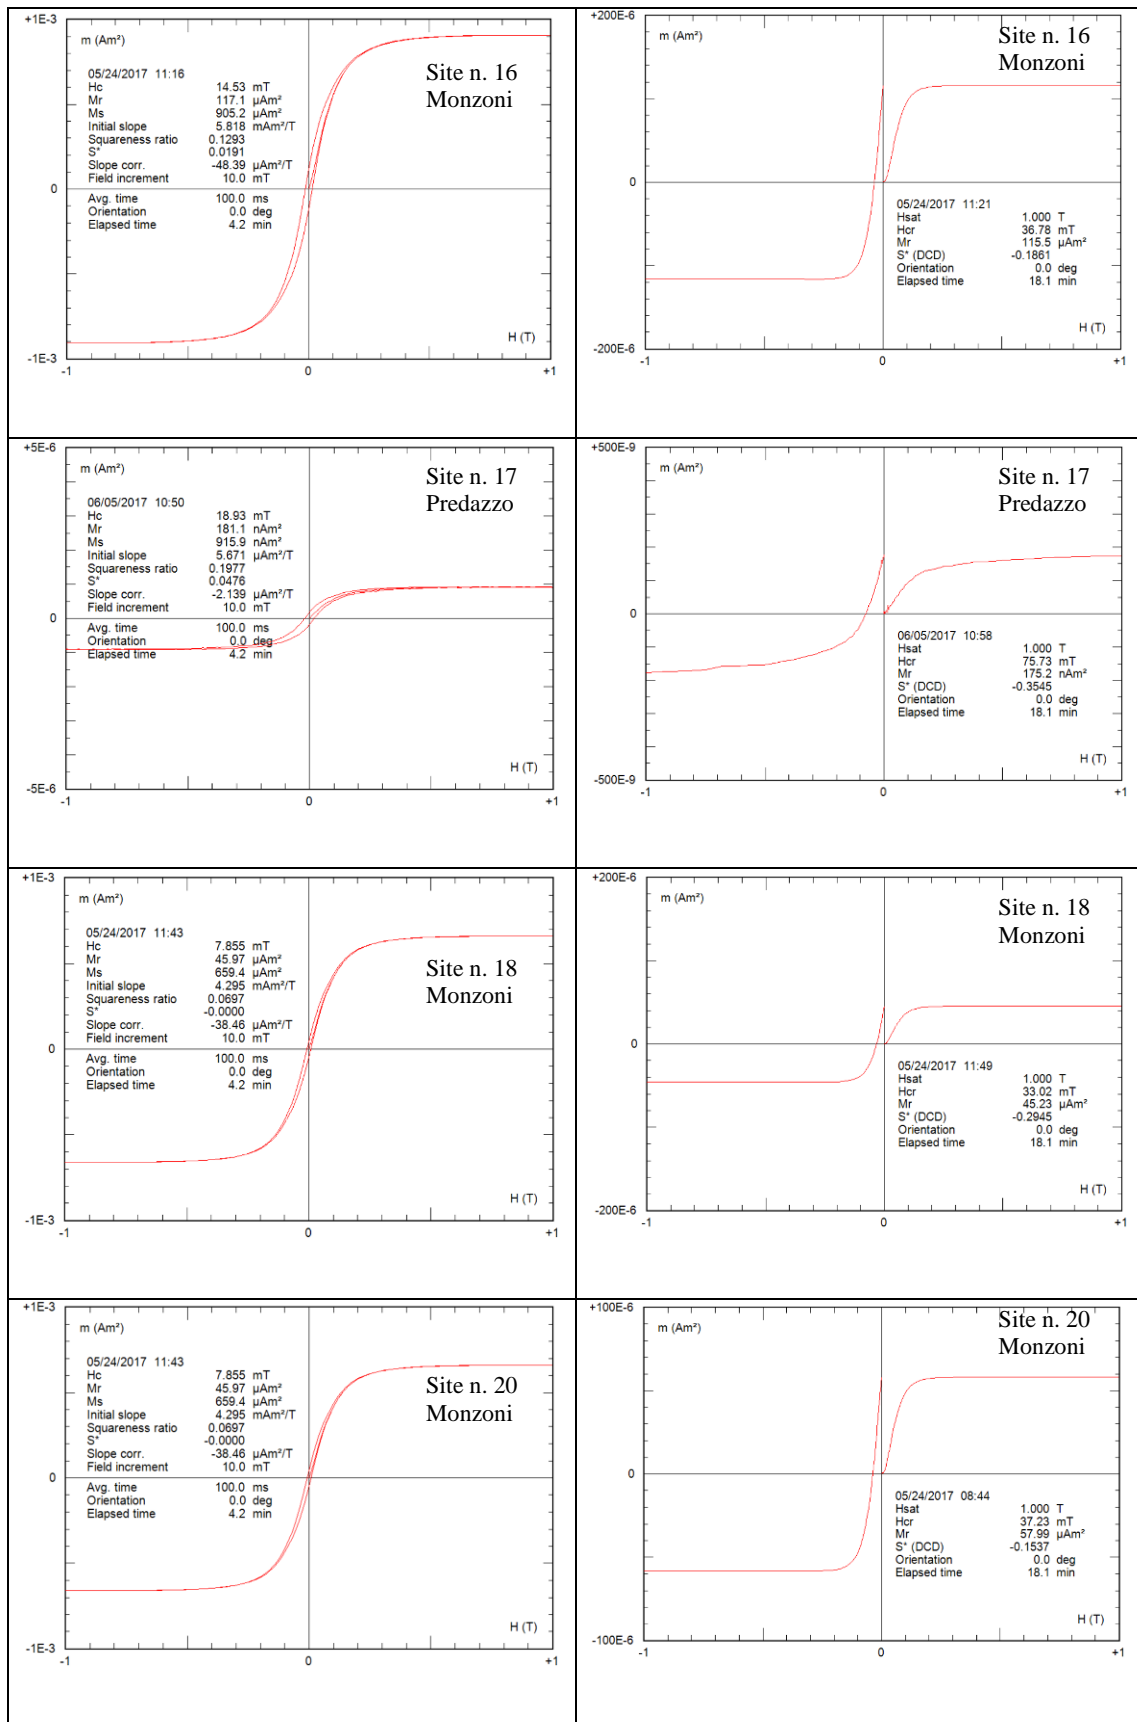 +1E-3
m (Am²)
Site n. 16
Monzoni
05/24/2017 11:16
Hc 14.53 mT
Mr 117.1 µAm²
Ms 905.2 µAm²
Initial slope 5.818 mAm²/T
Squareness ratio 0.1293
S* 0.0191
Slope corr. -48.39 µAm²/T
Field increment 10.0 mT
0
Avg. time 100.0 ms
Orientation 0.0 deg
Elapsed time 4.2 min
H (T)
-1E-3
-1 0 +1
+200E-6
m (Am²)
Site n. 16
Monzoni
0
05/24/2017 11:21
Hsat 1.000 T
Hcr 36.78 mT
Mr 115.5 µAm²
S* (DCD) -0.1861
Orientation 0.0 deg
Elapsed time 18.1 min
H (T)
-200E-6
-1 0 +1
+5E-6
m (Am²)
Site n. 17
Predazzo
06/05/2017 10:50
Hc 18.93 mT
Mr 181.1 nAm²
Ms 915.9 nAm²
Initial slope 5.671 µAm²/T
Squareness ratio 0.1977
S* 0.0476
Slope corr. -2.139 µAm²/T
Field increment 10.0 mT
0
Avg. time 100.0 ms
Orientation 0.0 deg
Elapsed time 4.2 min
H (T)
-5E-6
-1 0 +1
+500E-9
m (Am²)
Site n. 17
Predazzo
0
06/05/2017 10:58
Hsat 1.000 T
Hcr 75.73 mT
Mr 175.2 nAm²
S* (DCD) -0.3545
Orientation 0.0 deg
Elapsed time 18.1 min
H (T)
-500E-9
-1 0 +1
+1E-3
m (Am²)
05/24/2017 11:43
Hc 7.855 mT
Mr 45.97 µAm²
Ms 659.4 µAm²
Site n. 18
Monzoni
Initial slope 4.295 mAm²/T
Squareness ratio 0.0697
S* -0.0000
Slope corr. -38.46 µAm²/T
Field increment 10.0 mT
0
Avg. time 100.0 ms
Orientation 0.0 deg
Elapsed time 4.2 min
H (T)
-1E-3
-1 0 +1
+200E-6
m (Am²)
Site n. 18
Monzoni
0
05/24/2017 11:49
Hsat 1.000 T
Hcr 33.02 mT
Mr 45.23 µAm²
S* (DCD) -0.2945
Orientation 0.0 deg
Elapsed time 18.1 min
H (T)
-200E-6
-1 0 +1
+1E-3
m (Am²)
05/24/2017 11:43
Hc 7.855 mT
Mr 45.97 µAm²
Ms 659.4 µAm²
Site n. 20
Monzoni
Initial slope 4.295 mAm²/T
Squareness ratio 0.0697
S* -0.0000
Slope corr. -38.46 µAm²/T
Field increment 10.0 mT
0
Avg. time 100.0 ms
Orientation 0.0 deg
Elapsed time 4.2 min
H (T)
-1E-3
-1 0 +1
+100E-6
m (Am²)
Site n. 20
Monzoni
0
05/24/2017 08:44
Hsat 1.000 T
Hcr 37.23 mT
Mr 57.99 µAm²
S* (DCD) -0.1537
Orientation 0.0 deg
Elapsed time 18.1 min
H (T)
-100E-6
-1 0 +1